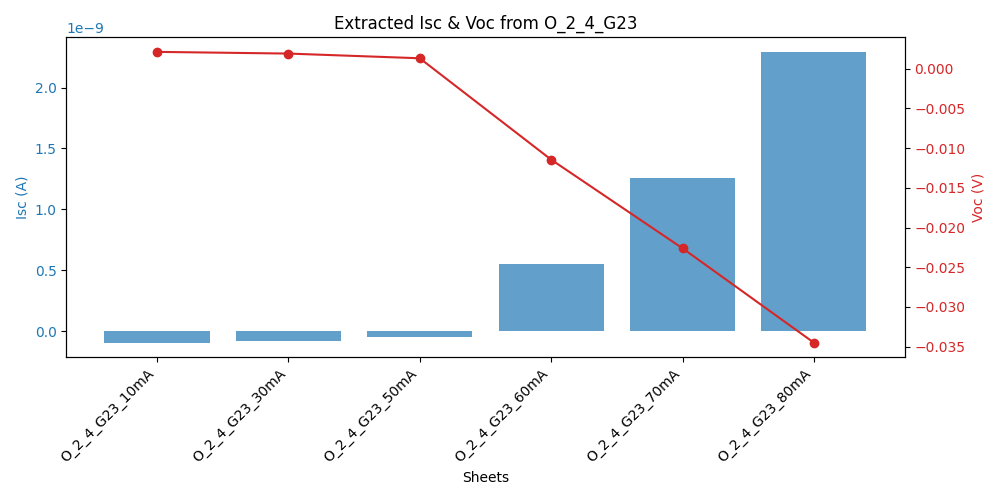 Extracted Isc & Voc from O_2_4_G23
1e−9
2.0
1.5
1.0
0.5
0.0
Isc (A)
0.000
−0.005
−0.010
−0.015
−0.020
−0.025
−0.030
−0.035
Voc (V)
O_2_4_G23_10mA
O_2_4_G23_30mA
O_2_4_G23_50mA
O_2_4_G23_60mA
O_2_4_G23_70mA
O_2_4_G23_80mA
Sheets